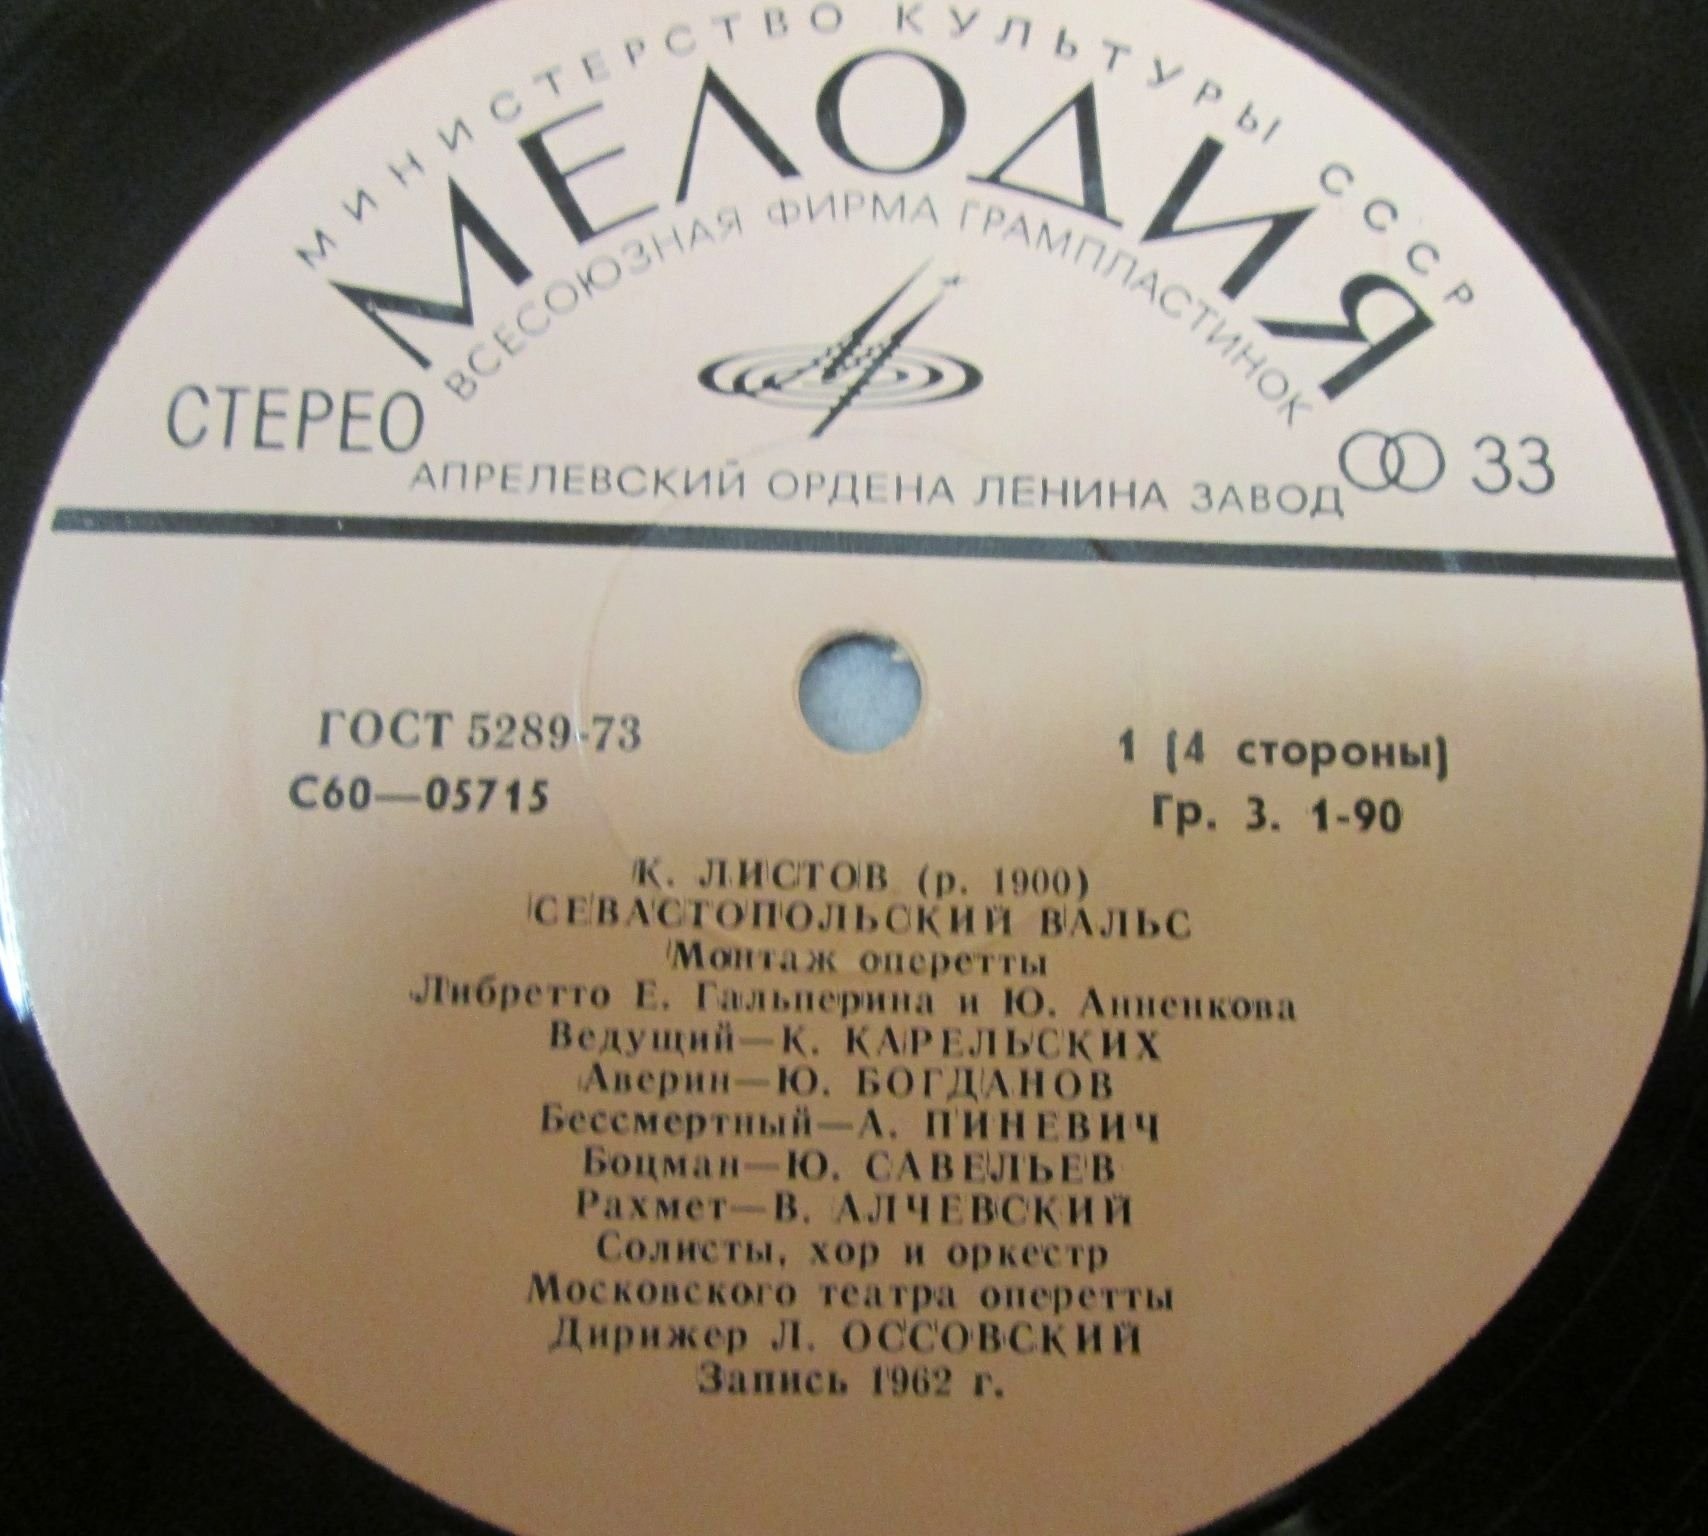 МИНИСТЕРСТВО КУЛЬТУРЫ СССР
МЕЛОДИЯ
ВСЕСОЮЗНАЯ ФИРМА ГРАМПЛАСТИНОК
СТЕРЕО
33
АПРЕЛЕВСКИЙ ОРДЕНА ЛЕНИНА ЗАВОД
ГОСТ 5289-73
С60—05715
1 (4 стороны)
Гр. 3. 1-90
К. ЛИСТОВ (р. 1900)
СЕВАСТОПОЛЬСКИЙ ВАЛЬС
Монтаж оперетты
Либретто Е. Гальперина и Ю. Анненкова
Ведущий—К. КАРЕЛЬСКИХ
Аверин—Ю. БОГДАНОВ
Бессмертный—А. ПИНЕВИЧ
Боцман—Ю. САВЕЛЬЕВ
Рахмет—В. АЛЧЕВСКИЙ
Солисты, хор и оркестр
Московского театра оперетты
Дирижер Л. ОССОВСКИЙ
Запись 1962 г.